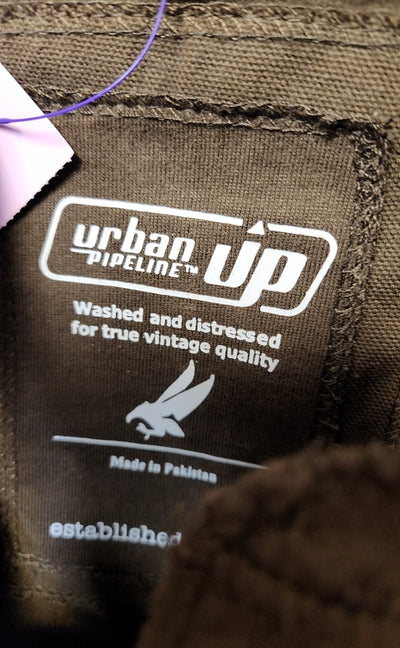 urban UP
PIPELINE™
Washed and distressed
for true vintage quality
Made in Pakistan
established